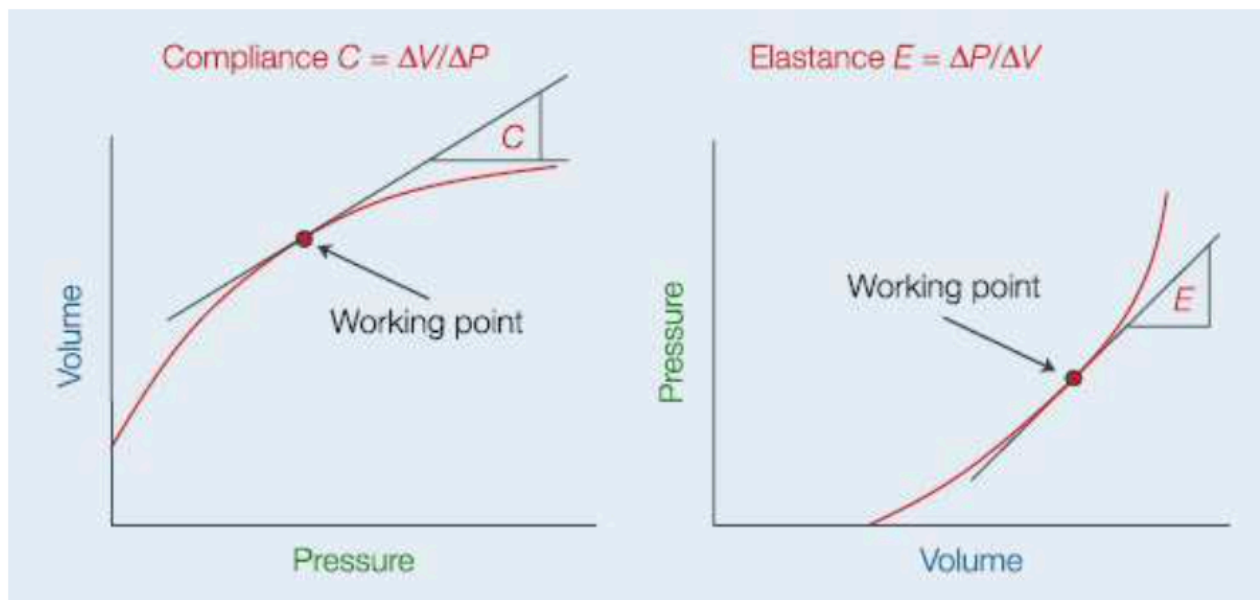 Compliance C = ΔV/ΔP
C
Working point
Volume
Pressure
Elastance E = ΔP/ΔV
E
Working point
Pressure
Volume